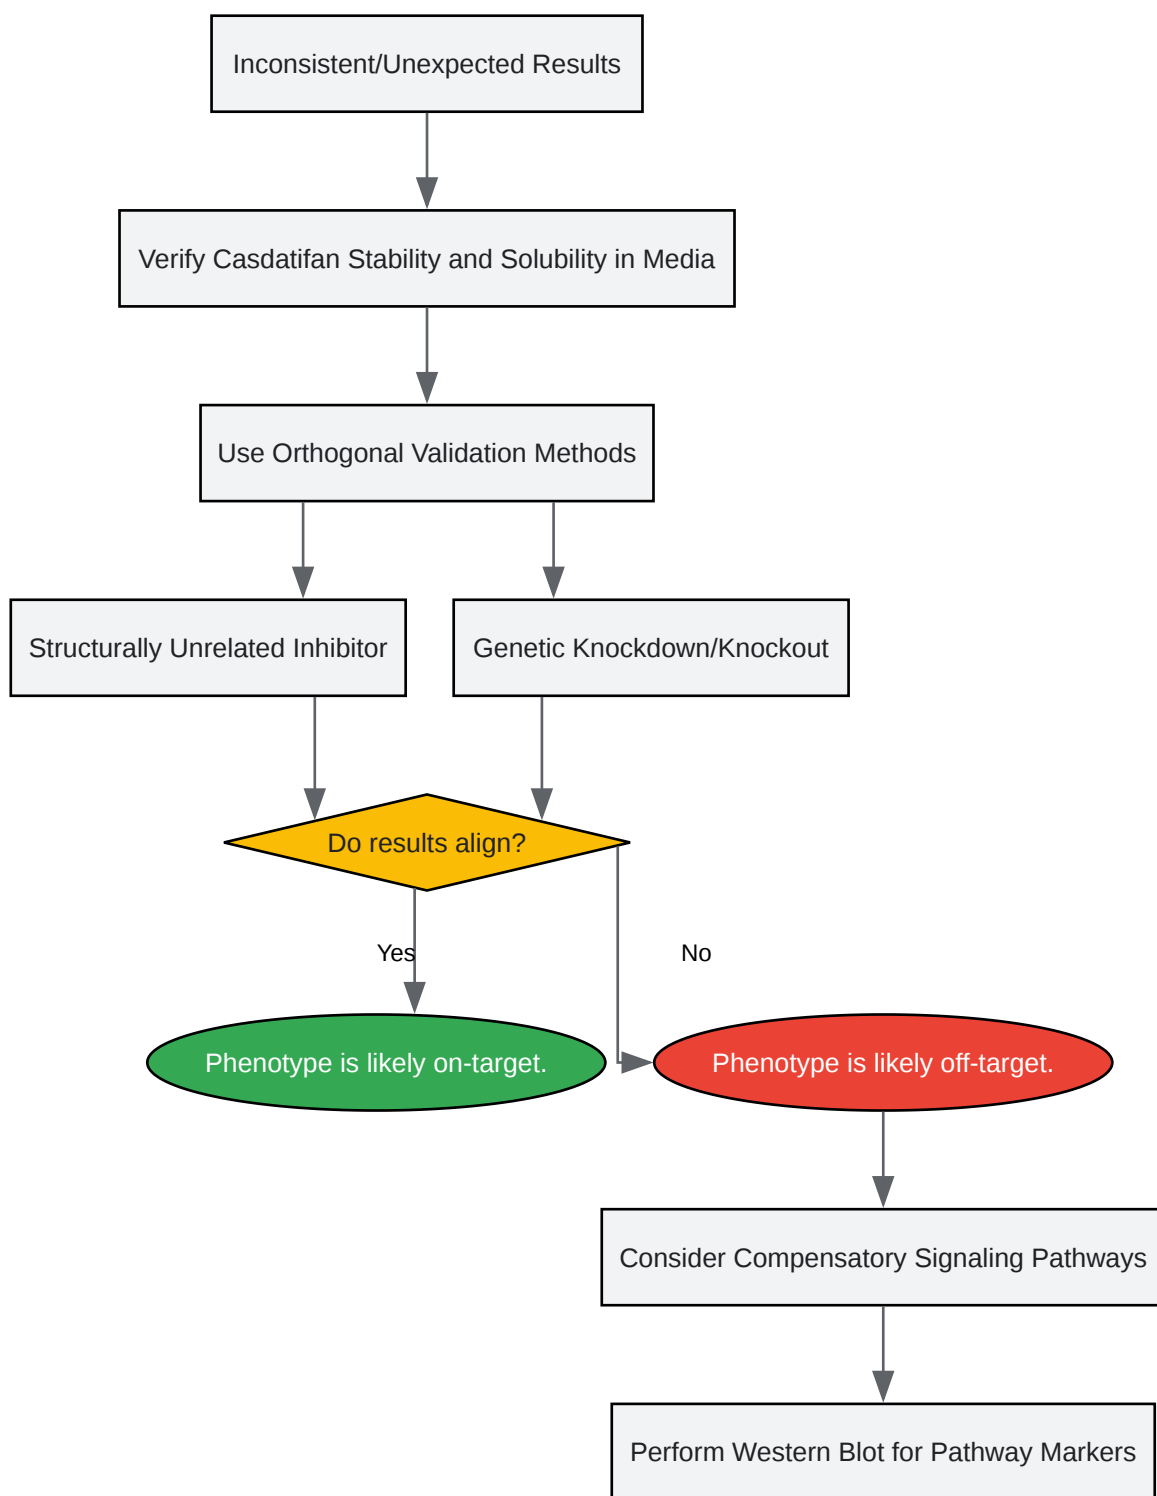 Inconsistent/Unexpected Results
Verify Casdatifan Stability and Solubility in Media
Use Orthogonal Validation Methods
Structurally Unrelated Inhibitor
Genetic Knockdown/Knockout
Do results align?
Yes
No
Phenotype is likely on-target.
Phenotype is likely off-target.
Consider Compensatory Signaling Pathways
Perform Western Blot for Pathway Markers